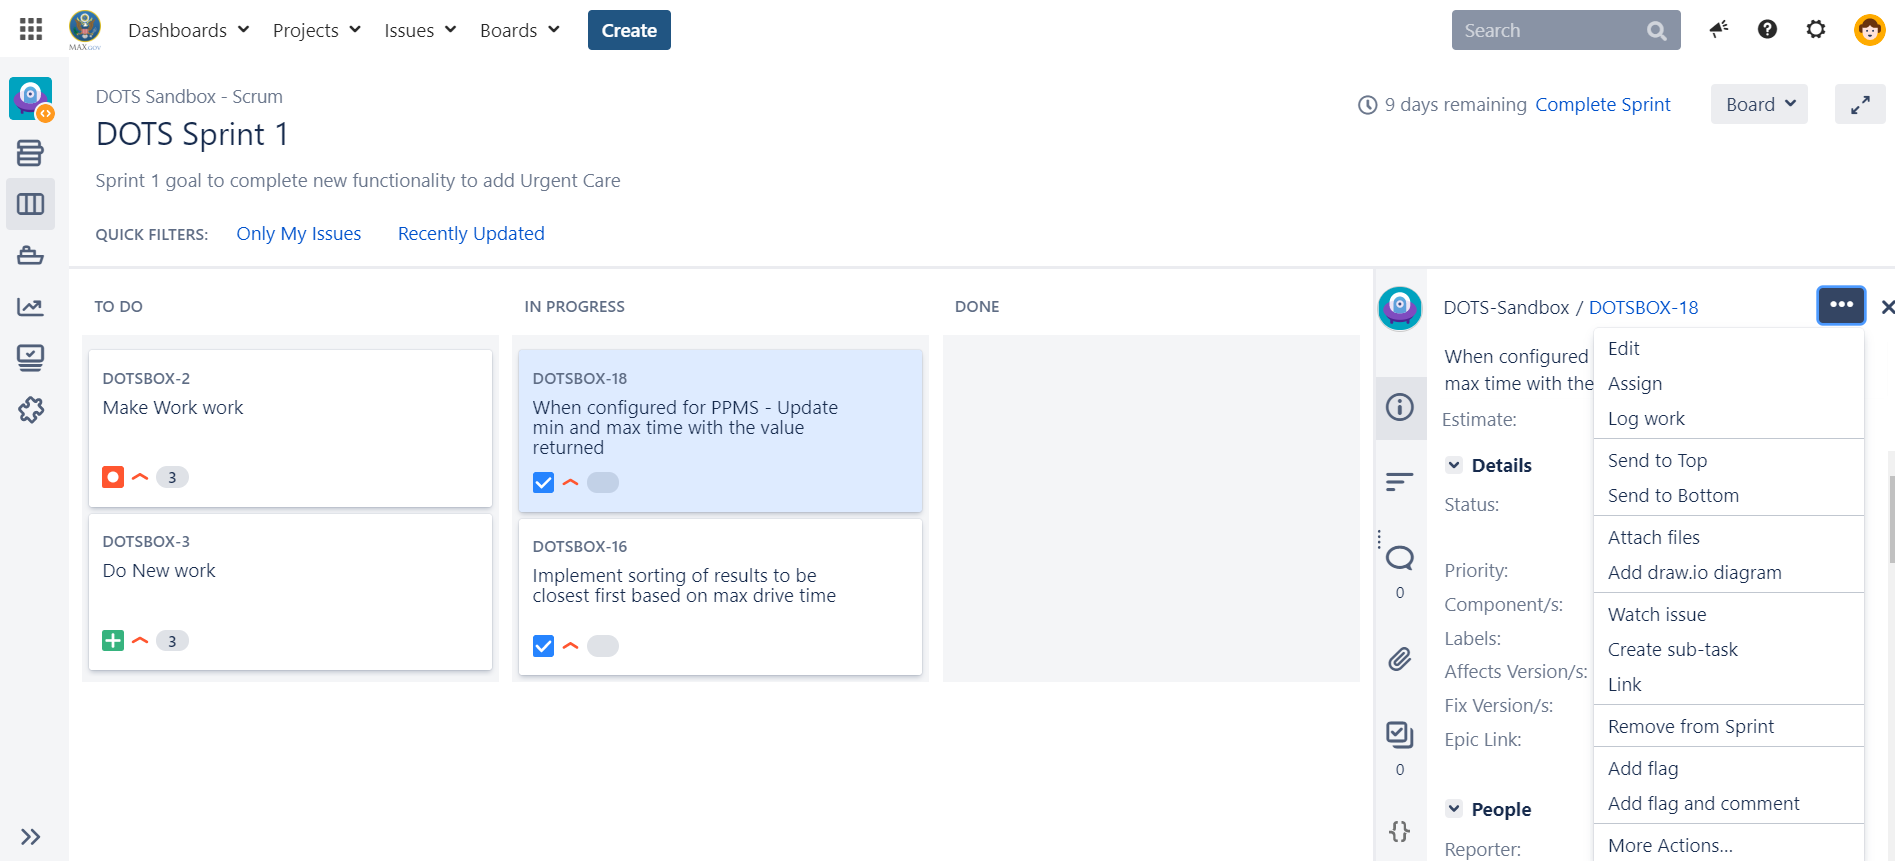 MAX.GOV
Dashboards
Projects
Issues
Boards
Create
Search
DOTS Sandbox - Scrum
DOTS Sprint 1
Sprint 1 goal to complete new functionality to add Urgent Care
9 days remaining Complete Sprint
Board
QUICK FILTERS: Only My Issues Recently Updated
TO DO
DOTSBOX-2
Make Work work
3
DOTSBOX-3
Do New work
3
IN PROGRESS
DOTSBOX-18
When configured for PPMS - Update
min and max time with the value
returned
DOTSBOX-16
Implement sorting of results to be
closest first based on max drive time
DONE
0
0
{}
DOTS-Sandbox / DOTSBOX-18
When configured
max time with the
Estimate:
Details
Status:
Priority:
Component/s:
Labels:
Affects Version/s:
Fix Version/s:
Epic Link:
People
Reporter:
Edit
Assign
Log work
Send to Top
Send to Bottom
Attach files
Add draw.io diagram
Watch issue
Create sub-task
Link
Remove from Sprint
Add flag
Add flag and comment
More Actions...